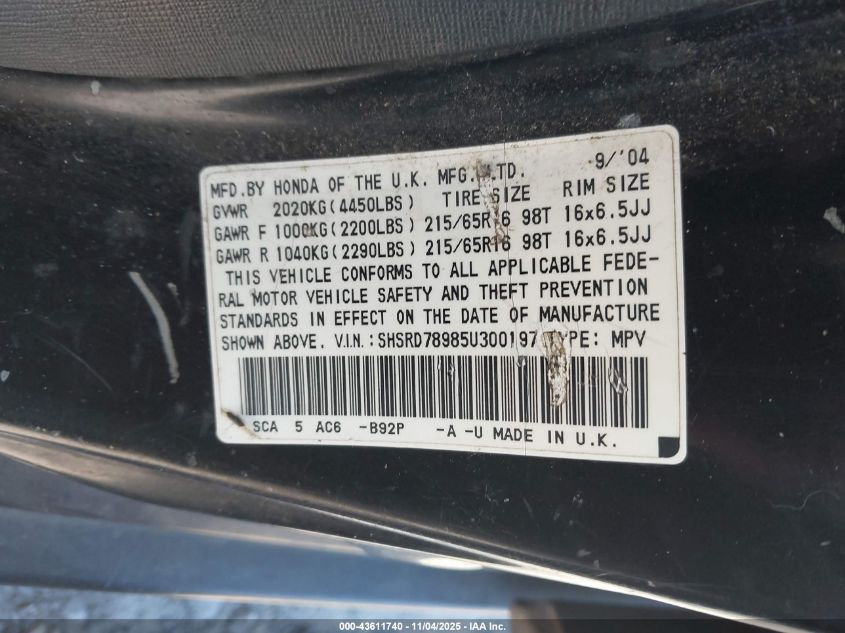 9/'04
MFD. BY HONDA OF THE U.K. MFG. LTD.
GVWR 2020KG(4450LBS) TIRE SIZE RIM SIZE
GAWR F 1000KG(2200LBS) 215/65R16 98T 16x6.5JJ
GAWR R 1040KG(2290LBS) 215/65R16 98T 16x6.5JJ
THIS VEHICLE CONFORMS TO ALL APPLICABLE FEDE-
RAL MOTOR VEHICLE SAFETY AND THEFT PREVENTION
STANDARDS IN EFFECT ON THE DATE OF MANUFACTURE
SHOWN ABOVE. V.I.N.:SHSRD78985U300197 TYPE: MPV
SCA 5 AC6 -B92P -A -U MADE IN U.K.
000-43611740 - 11/04/2025 - IAA Inc.